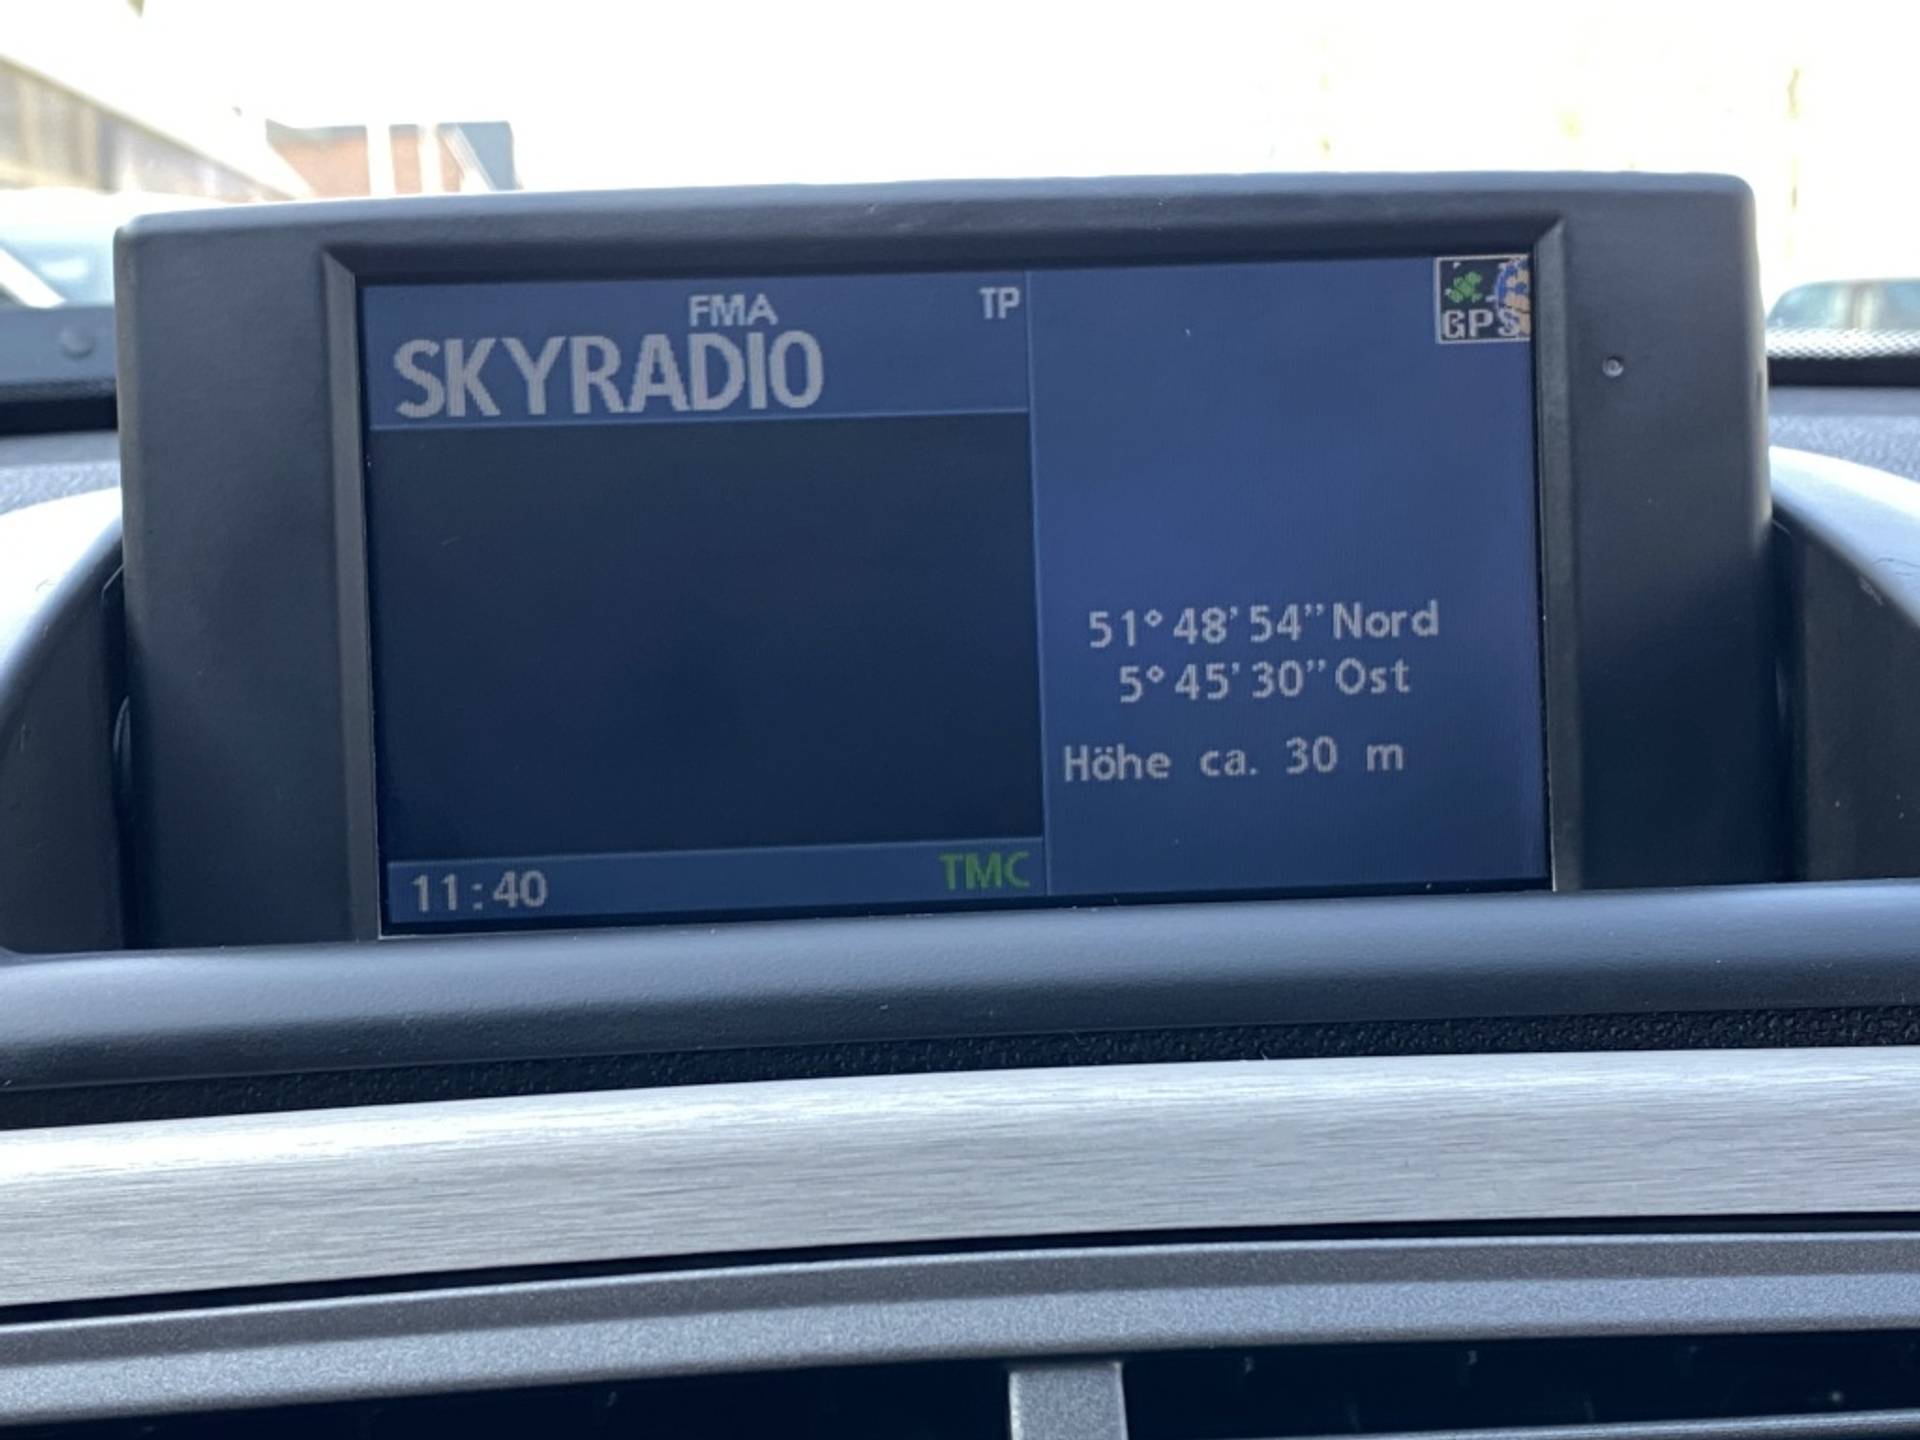 FMA
TP
SKYRADIO
GPS
51°48'54"Nord
5°45'30"Ost
Höhe ca. 30 m
11:40
TMC